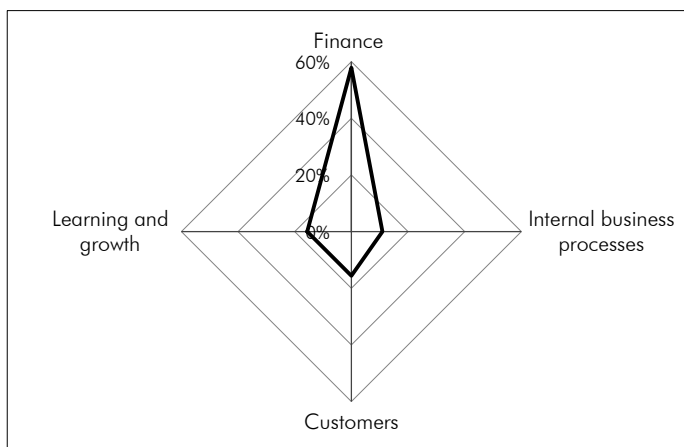 Finance
60%
40%
20%
0%
Learning and
growth
Internal business
processes
Customers